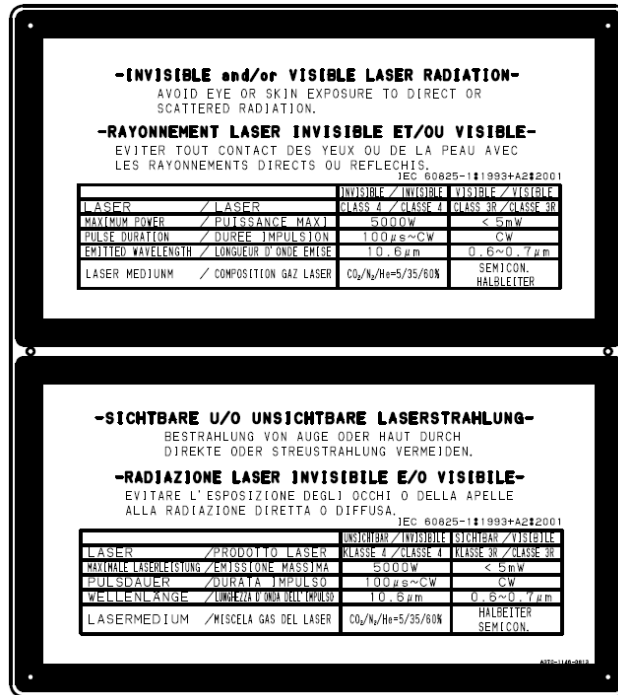 -INVISIBLE and/or VISIBLE LASER RADIATION-
AVOID EYE OR SKIN EXPOSURE TO DIRECT OR
SCATTERED RADIATION.
-RAYONNEMENT LASER INVISIBLE ET/OU VISIBLE-
EVITER TOUT CONTACT DES YEUX OU DE LA PEAU AVEC
LES RAYONNEMENTS DIRECTS OU REFLECHIS.
IEC 60825-1:1993+A2:2001
INVISIBLE / INVISIBLE VISIBLE / VISIBLE
LASER / LASER CLASS 4 / CLASSE 4 CLASS 3R / CLASSE 3R
MAXIMUM POWER / PUISSANCE MAXI 5000W < 5mW
PULSE DURATION / DUREE IMPULSION 100μs~CW CW
EMITTED WAVELENGTH / LONGUEUR D'ONDE EMISE 10.6μm 0.6~0.7μm
LASER MEDIUNM / COMPOSITION GAZ LASER CO₂/N₂/He=5/35/60% SEMICON.
HALBLEITER
-SICHTBARE U/O UNSICHTBARE LASERSTRAHLUNG-
BESTRAHLUNG VON AUGE ODER HAUT DURCH
DIREKTE ODER STREUSTRAHLUNG VERMEIDEN.
-RADIAZIONE LASER INVISIBILE E/O VISIBILE-
EVITARE L'ESPOSIZIONE DEGLI OCCHI O DELLA APELLE
ALLA RADIAZIONE DIRETTA O DIFFUSA.
IEC 60825-1:1993+A2:2001
UNSICHTBAR / INVISIBILE SICHTBAR / VISIBILE
LASER / PRODOTTO LASER KLASSE 4 / CLASSE 4 KLASSE 3R / CLASSE 3R
MAXIMALE LASERLEISTUNG / EMISSIONE MASSIMA 5000W < 5mW
PULSDAUER / DURATA IMPULSO 100μs~CW CW
WELLENLÄNGE / LUNGHEZZA D'ONDA DELL'IMPULSO 10.6μm 0.6~0.7μm
LASERMEDIUM / MISCELA GAS DEL LASER CO₂/N₂/He=5/35/60% HALBEITER
SEMICON.